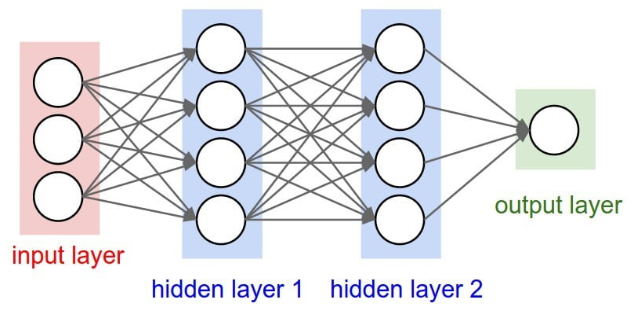 input layer
hidden layer 1
hidden layer 2
output layer